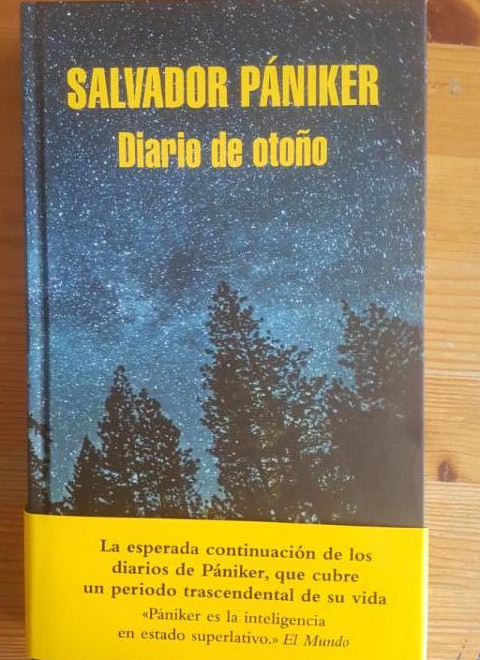 SALVADOR PÁNIKER
Diario de otoño
La esperada continuación de los
diarios de Pániker, que cubre
un periodo trascendental de su vida
«Pániker es la inteligencia
en estado superlativo.» El Mundo